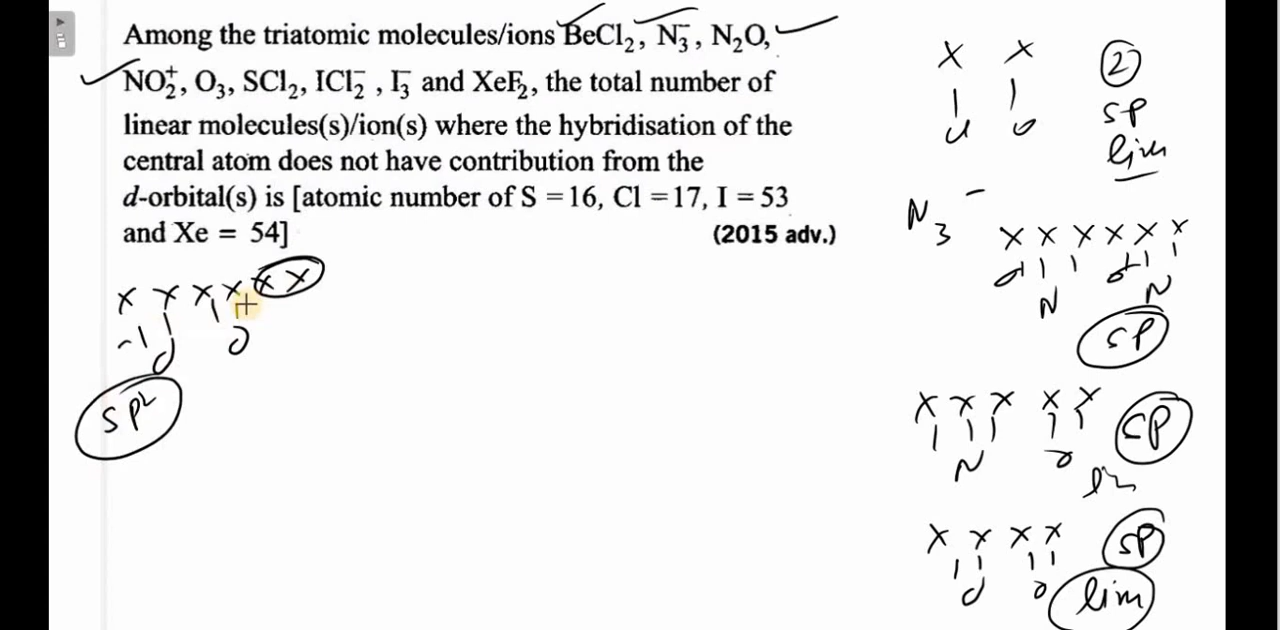 Among the triatomic molecules/ions BeCl₂, N₃⁻, N₂O,
NO₂⁺, O₃, SCl₂, ICl₂⁻, I₃⁻ and XeF₂, the total number of
linear molecules(s)/ion(s) where the hybridisation of the
central atom does not have contribution from the
d-orbital(s) is [atomic number of S = 16, Cl = 17, I = 53
and Xe = 54]
(2015 adv.)
x x
2
sp
N₃⁻
x x x x x x
N N
sp
x x x x x
N
sp
x x x x
sp
x x x x x x
sp²